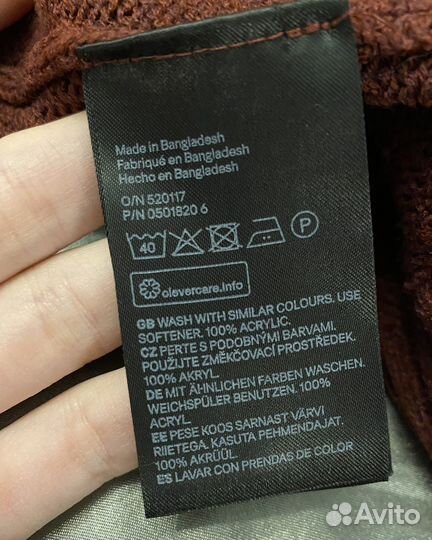 Made in Bangladesh
Fabriqué en Bangladesh
Hecho en Bangladesh
O/N 520117
P/N 0501820 6
40 P
clevercare.info
GB WASH WITH SIMILAR COLOURS. USE
SOFTENER. 100% ACRYLIC.
CZ PERTE S PODOBNÝMI BARVAMI.
POUŽIJTE ZMĚKČOVACÍ PROSTŘEDEK.
100% AKRYL.
DE MIT ÄHNLICHEN FARBEN WASCHEN.
WEICHSPÜLER BENUTZEN. 100%
ACRYL.
EE PESE KOOS SARNAST VÄRVI
RIIETEGA. KASUTA PEHMENDAJAT.
100% AKRÜÜL.
ES LAVAR CON PRENDAS DE COLOR
Avito